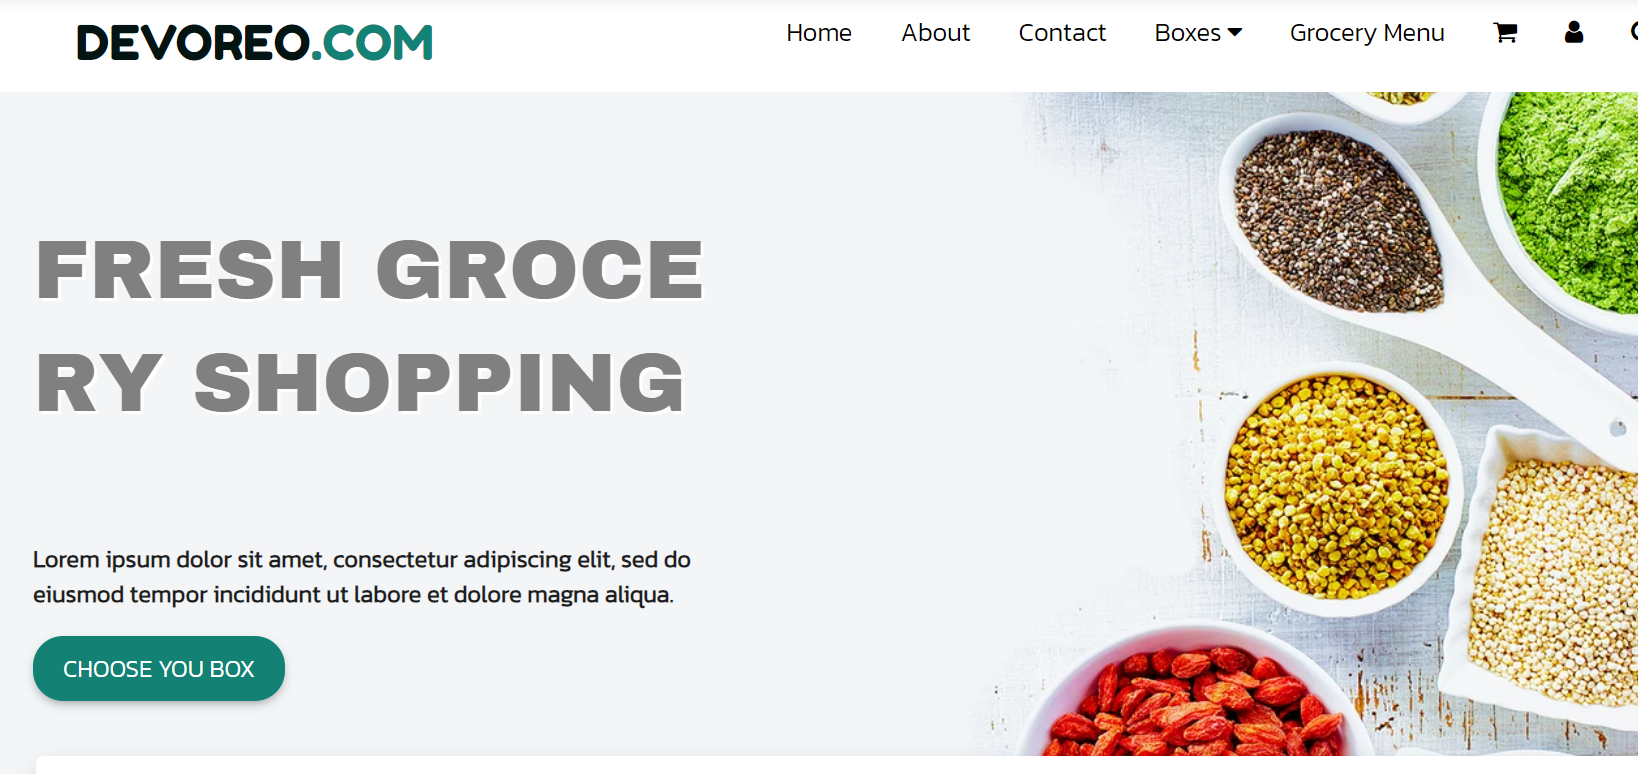 DEVOREO.COM
Home About Contact Boxes Grocery Menu
FRESH GROCE
RY SHOPPING
Lorem ipsum dolor sit amet, consectetur adipiscing elit, sed do
eiusmod tempor incididunt ut labore et dolore magna aliqua.
CHOOSE YOU BOX